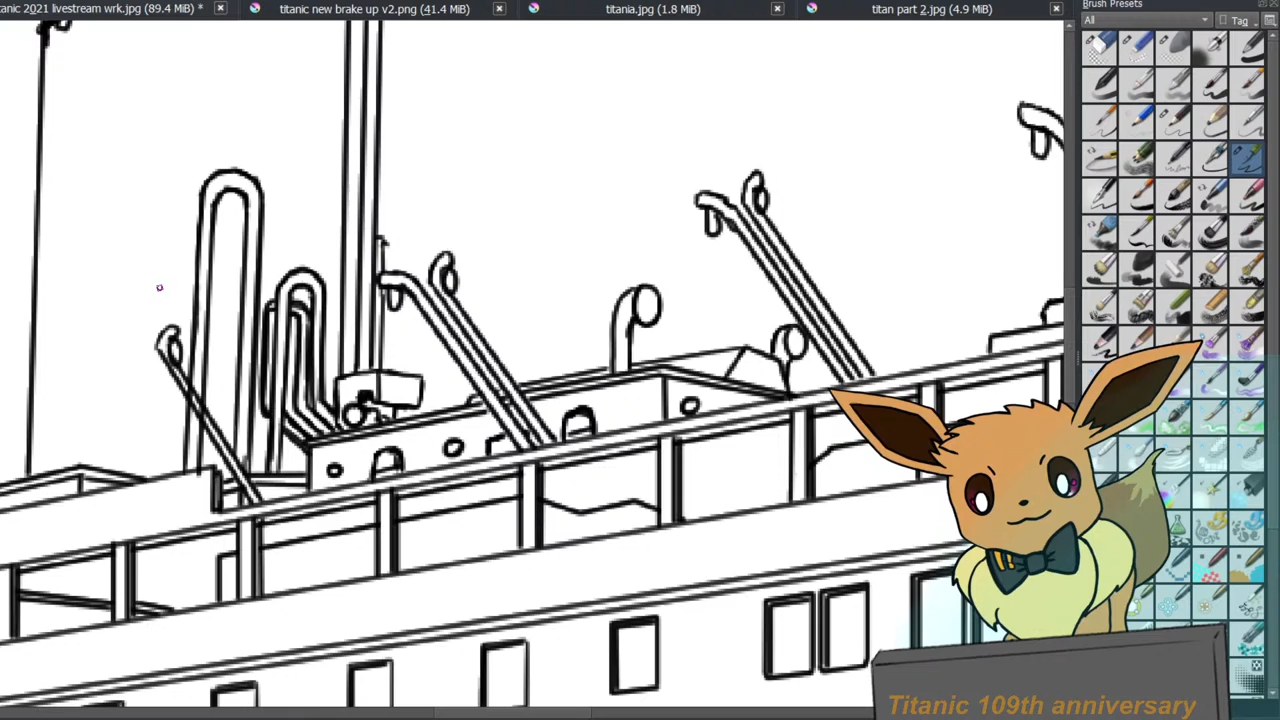 anic 2021 livestream wrk.jpg (89.4 MiB) *
titanic new brake up v2.png (41.4 MiB)
titania.jpg (1.8 MiB)
titan part 2.jpg (4.9 MiB)
Brush Presets
All
Tag
Titanic 109th anniversary